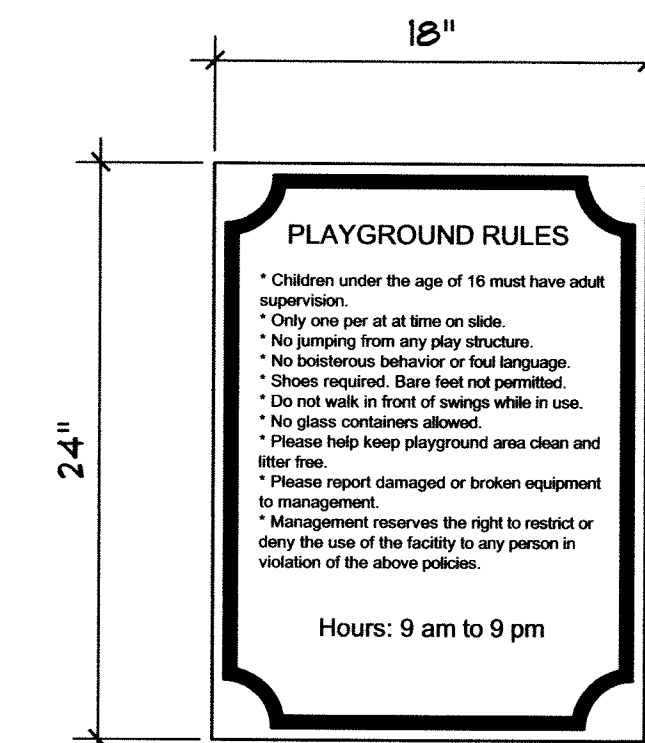 18"
24"
PLAYGROUND RULES
* Children under the age of 16 must have adult
supervision.
* Only one per at at time on slide.
* No jumping from any play structure.
* No boisterous behavior or foul language.
* Shoes required. Bare feet not permitted.
* Do not walk in front of swings while in use.
* No glass containers allowed.
* Please help keep playground area clean and
litter free.
* Please report damaged or broken equipment
to management.
* Management reserves the right to restrict or
deny the use of the facitity to any person in
violation of the above policies.
Hours: 9 am to 9 pm